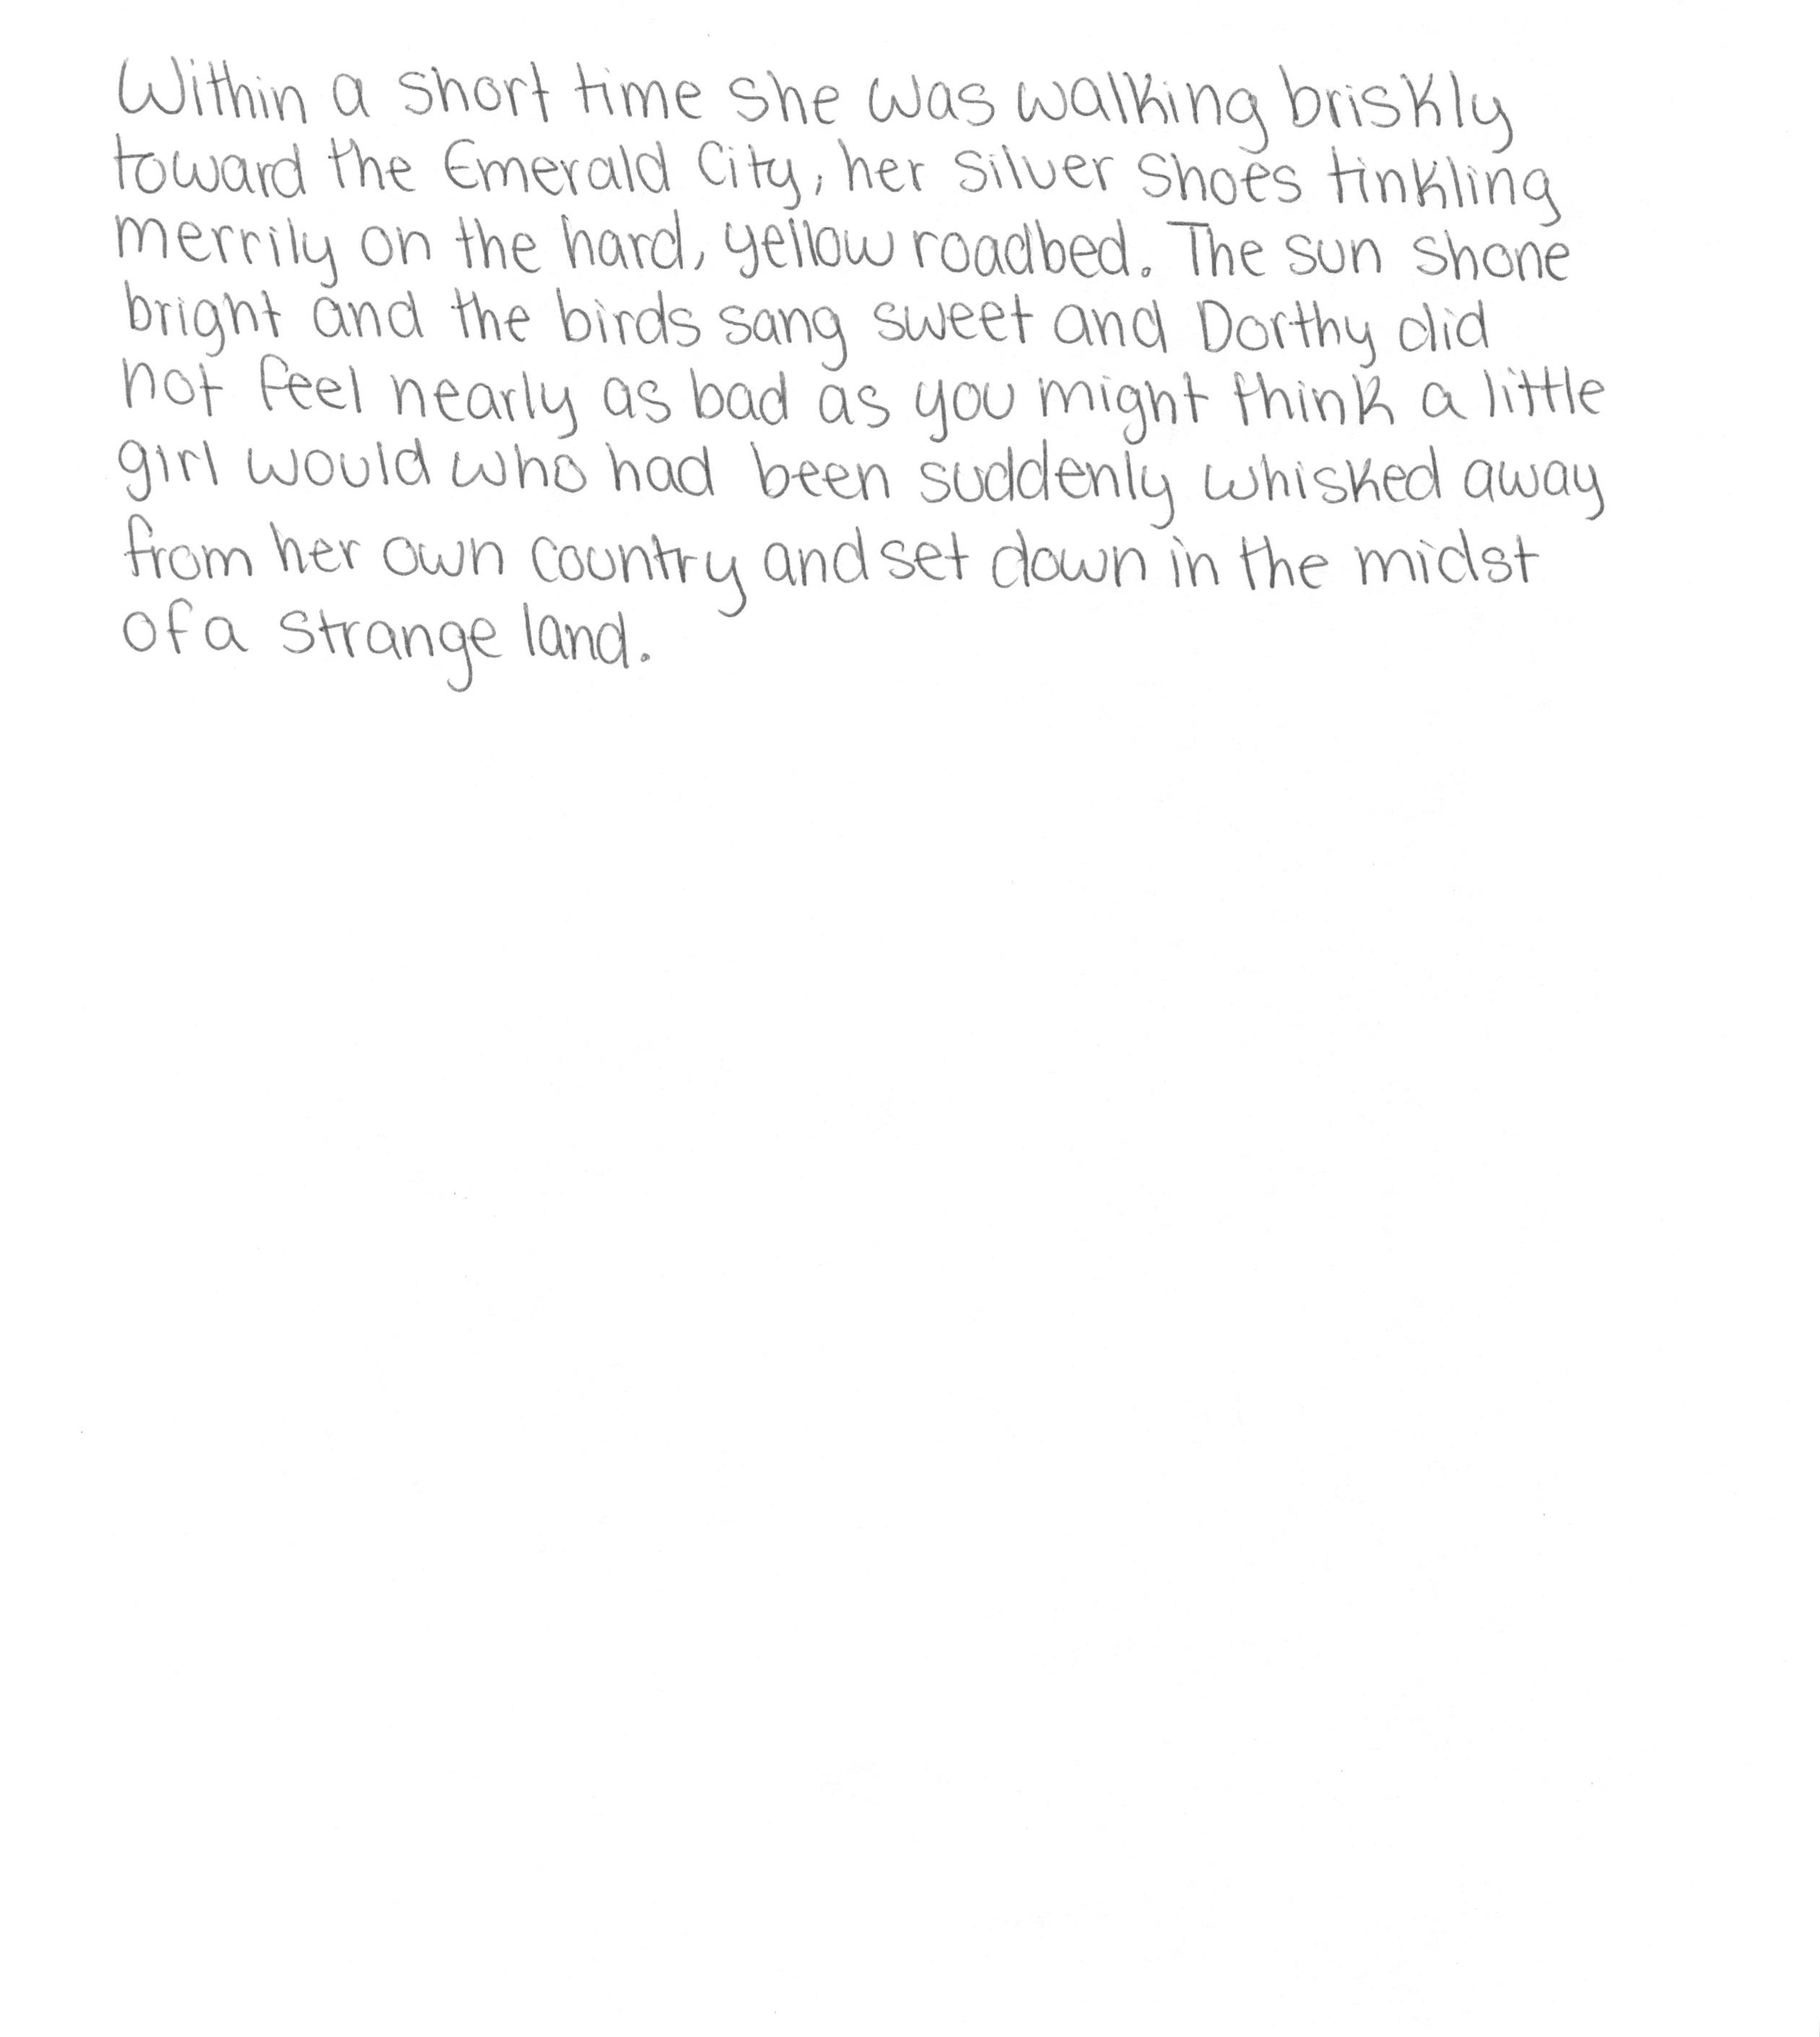 Within a short time she was walking briskly
toward the Emerald City, her silver shoes tinkling
merrily on the hard, yellow roadbed. The sun shone
bright and the birds sang sweet and Dorthy did
not feel nearly as bad as you might think a little
girl would who had been suddenly whisked away
from her own country and set down in the midst
of a strange land.